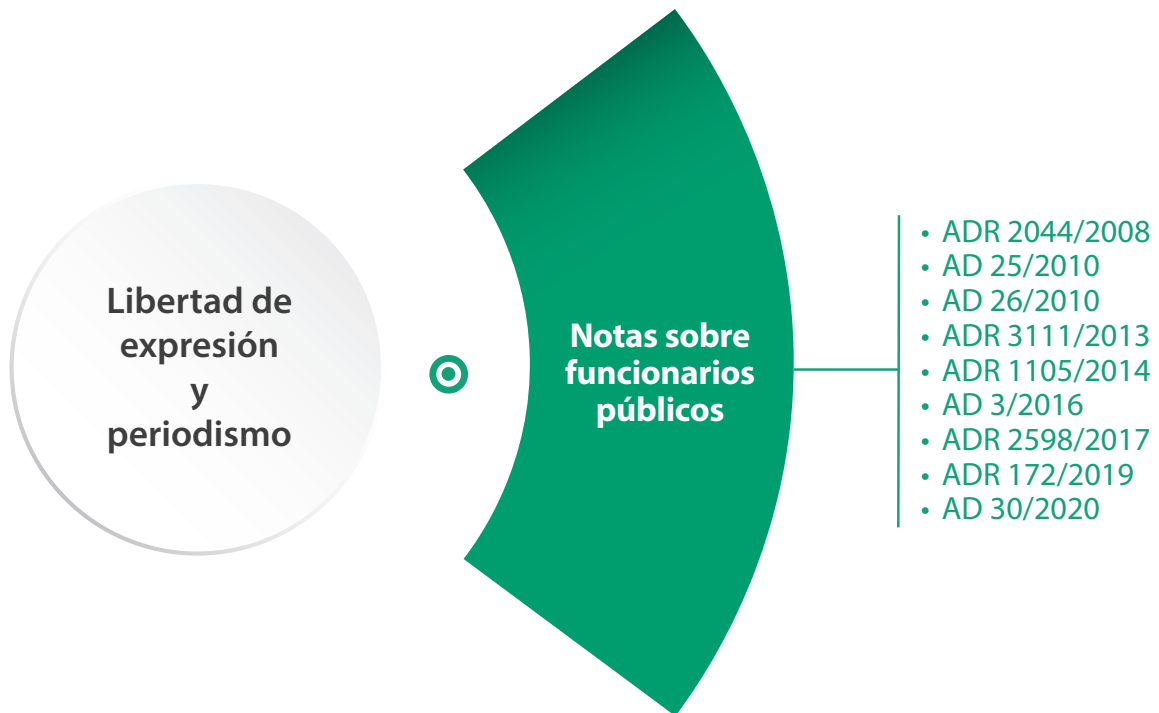 Libertad de
expresión
y
periodismo
Notas sobre
funcionarios
públicos
• ADR 2044/2008
• AD 25/2010
• AD 26/2010
• ADR 3111/2013
• ADR 1105/2014
• AD 3/2016
• ADR 2598/2017
• ADR 172/2019
• AD 30/2020